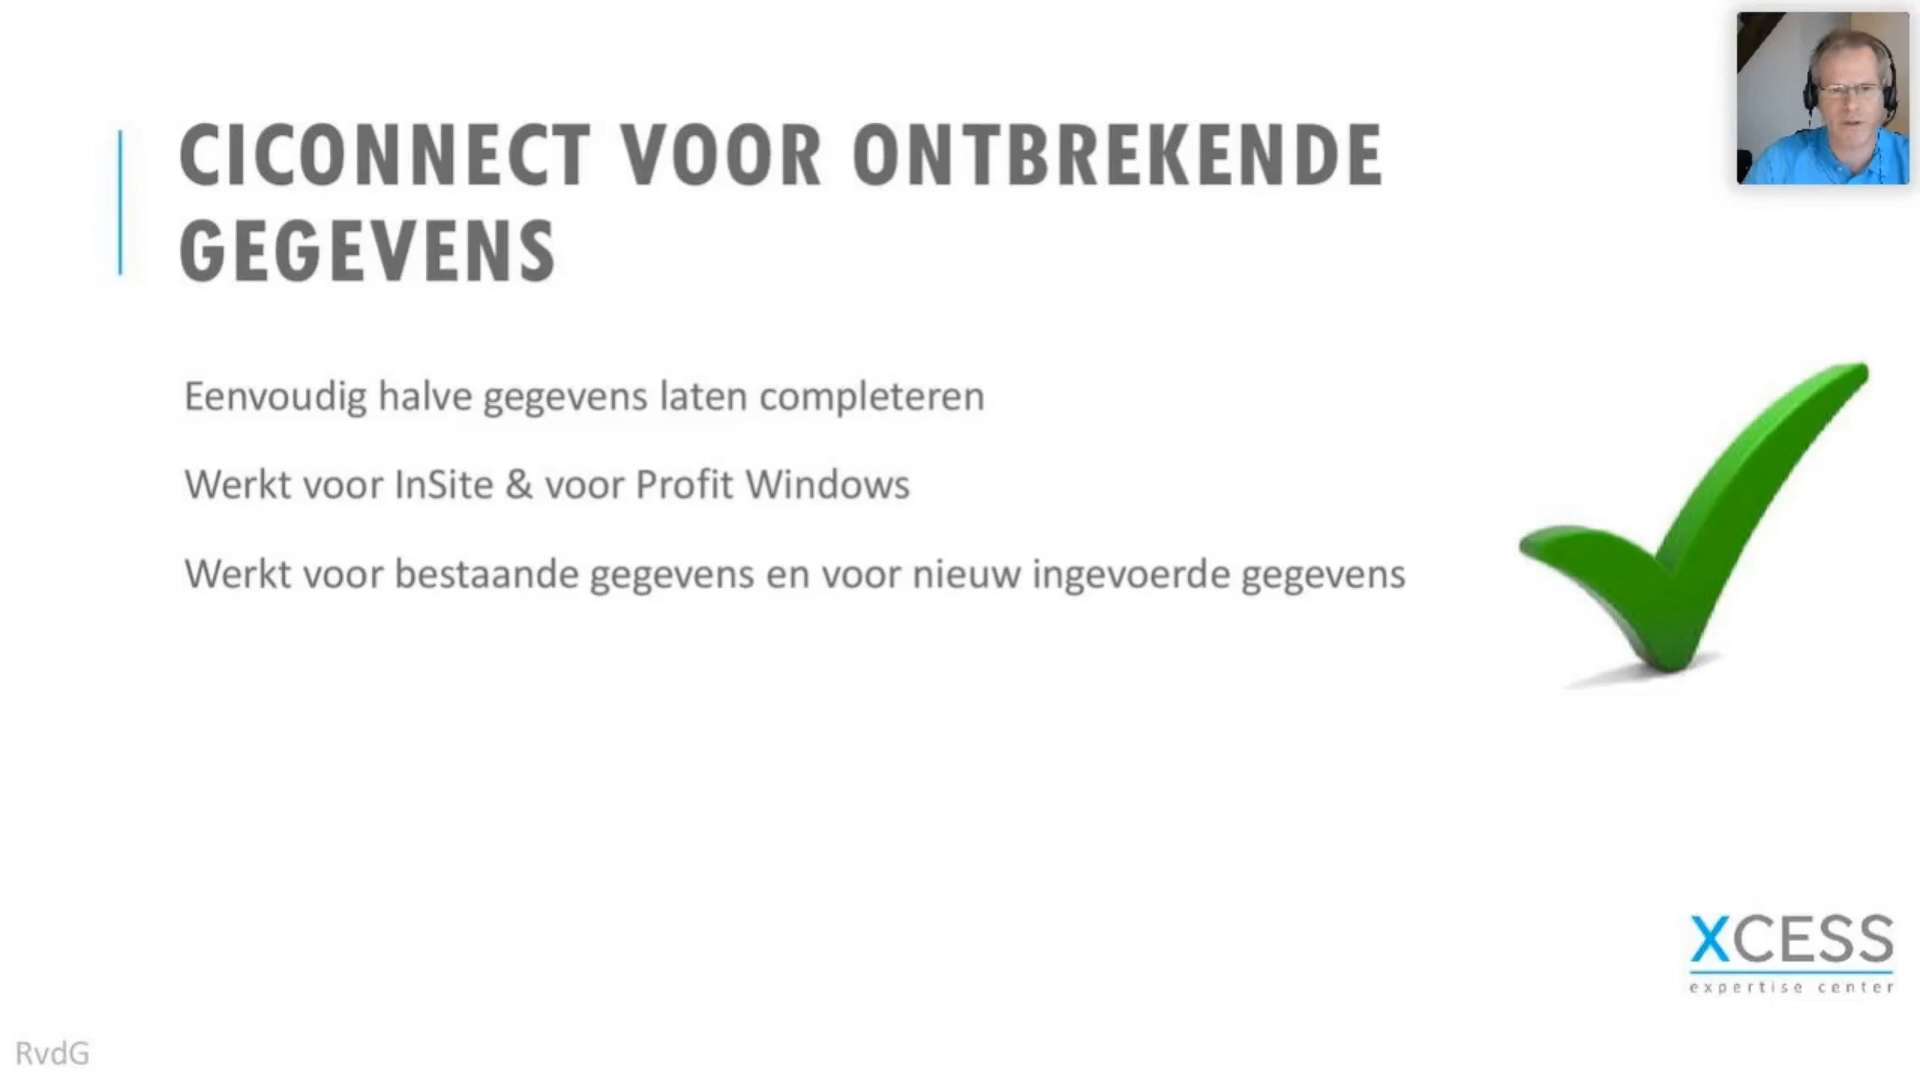 CICONNECT VOOR ONTBREKENDE
GEGEVENS
Eenvoudig halve gegevens laten completeren
Werkt voor InSite & voor Profit Windows
Werkt voor bestaande gegevens en voor nieuw ingevoerde gegevens
XCESS
expertise center
RvdG